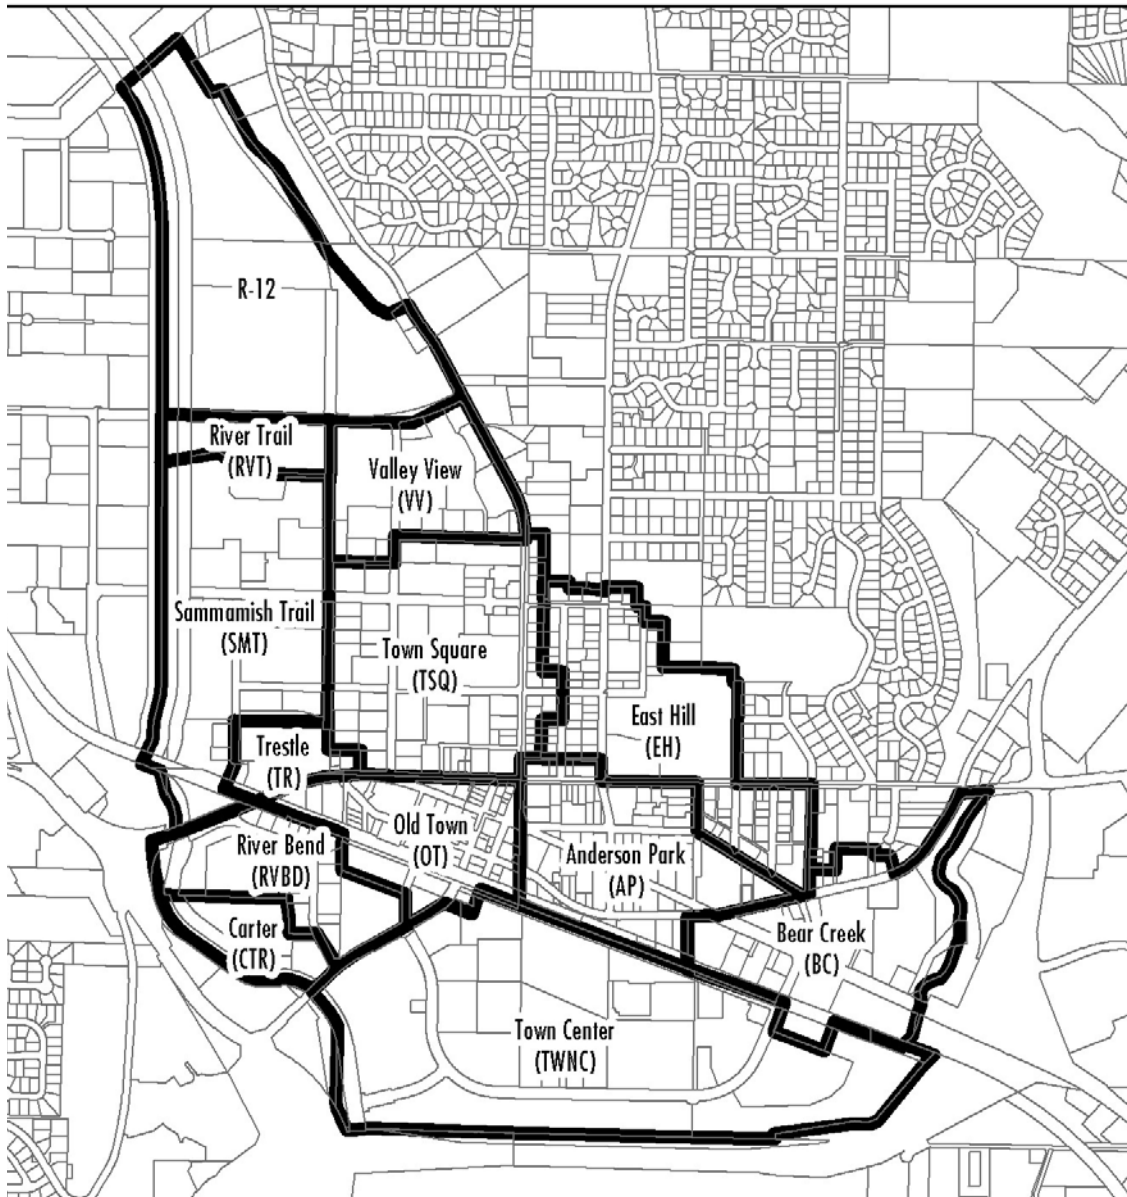 R-12
River Trail
(RVT)
Valley View
(VV)
Sammamish Trail
(SMT)
Town Square
(TSQ)
East Hill
(EH)
Trestle
(TR)
Old Town
(OT)
River Bend
(RVBD)
Anderson Park
(AP)
Carter
(CTR)
Bear Creek
(BC)
Town Center
(TWNC)